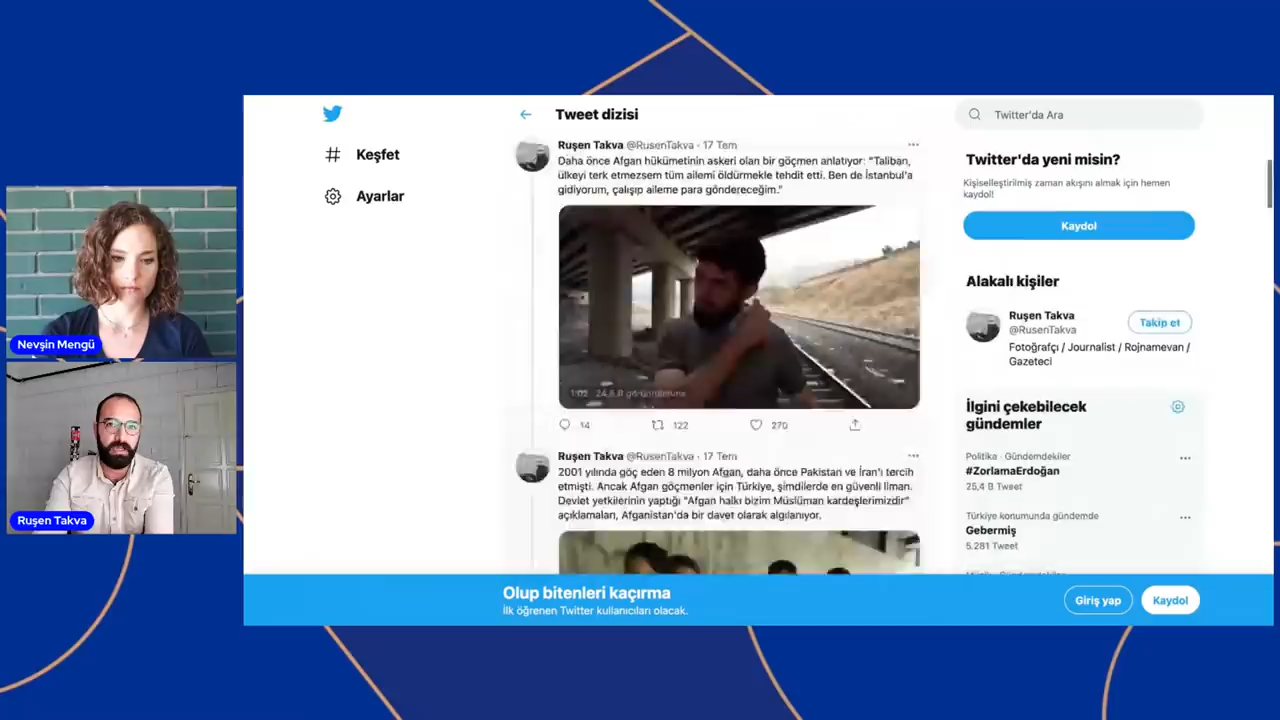 Tweet dizisi
Keşfet
Ayarlar
Ruşen Takva @RusenTakva · 17 Tem
Daha önce Afgan hükümetinin askeri olan bir göçmen anlatıyor: "Taliban,
ülkeyi terk etmezsem tüm ailemi öldürmekle tehdit etti. Ben de İstanbul'a
gidiyorum, çalışıp aileme para göndereceğim."
1:02 24,6 B görüntüleme
14 122 270
Ruşen Takva @RusenTakva · 17 Tem
2001 yılında göç eden 8 milyon Afgan, daha önce Pakistan ve İran'ı tercih
etmişti. Ancak Afgan göçmenler için Türkiye, şimdilerde en güvenli liman.
Devlet yetkilerinin yaptığı "Afgan halkı bizim Müslüman kardeşlerimizdir"
açıklamaları, Afganistan'da bir davet olarak algılanıyor.
Twitter'da Ara
Twitter'da yeni misin?
Kişiselleştirilmiş zaman akışını almak için hemen
kaydol!
Kaydol
Alakalı kişiler
Ruşen Takva
@RusenTakva
Takip et
Fotoğrafçı / Journalist / Rojnamevan /
Gazeteci
İlgini çekebilecek
gündemler
Politika · Gündemdekiler
#ZorlamaErdoğan
25,4 B Tweet
Türkiye konumunda gündemde
Gebermiş
5.281 Tweet
Nevşin Mengü
Ruşen Takva
Olup bitenleri kaçırma
İlk öğrenen Twitter kullanıcıları olacak.
Giriş yap
Kaydol